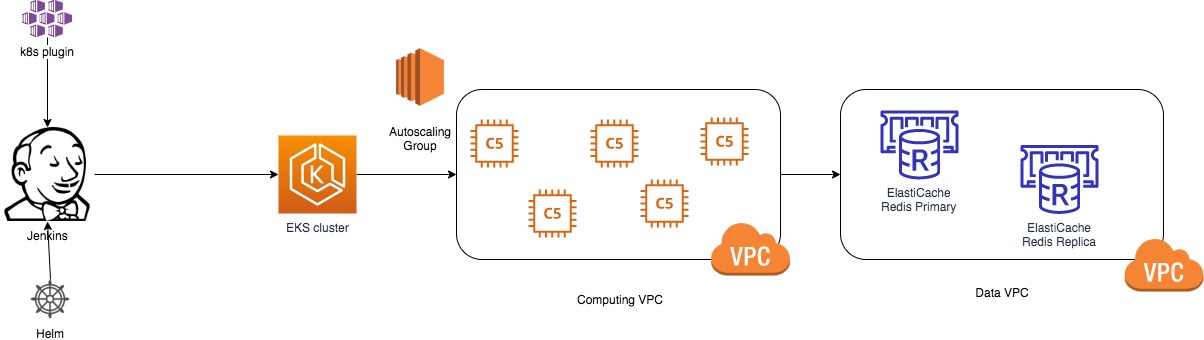 k8s plugin
Jenkins
Helm
K
EKS cluster
Autoscaling
Group
C5
C5
C5
C5
C5
VPC
Computing VPC
R
ElastiCache
Redis Primary
R
ElastiCache
Redis Replica
VPC
Data VPC